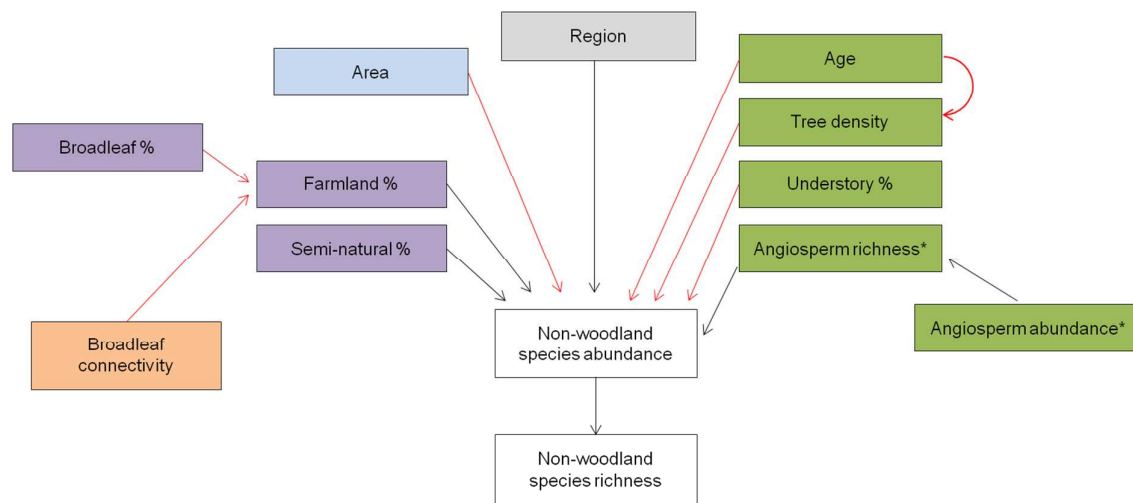 Region
Area
Age
Tree density
Broadleaf %
Understory %
Farmland %
Semi-natural %
Angiosperm richness*
Angiosperm abundance*
Broadleaf
connectivity
Non-woodland
species abundance
Non-woodland
species richness